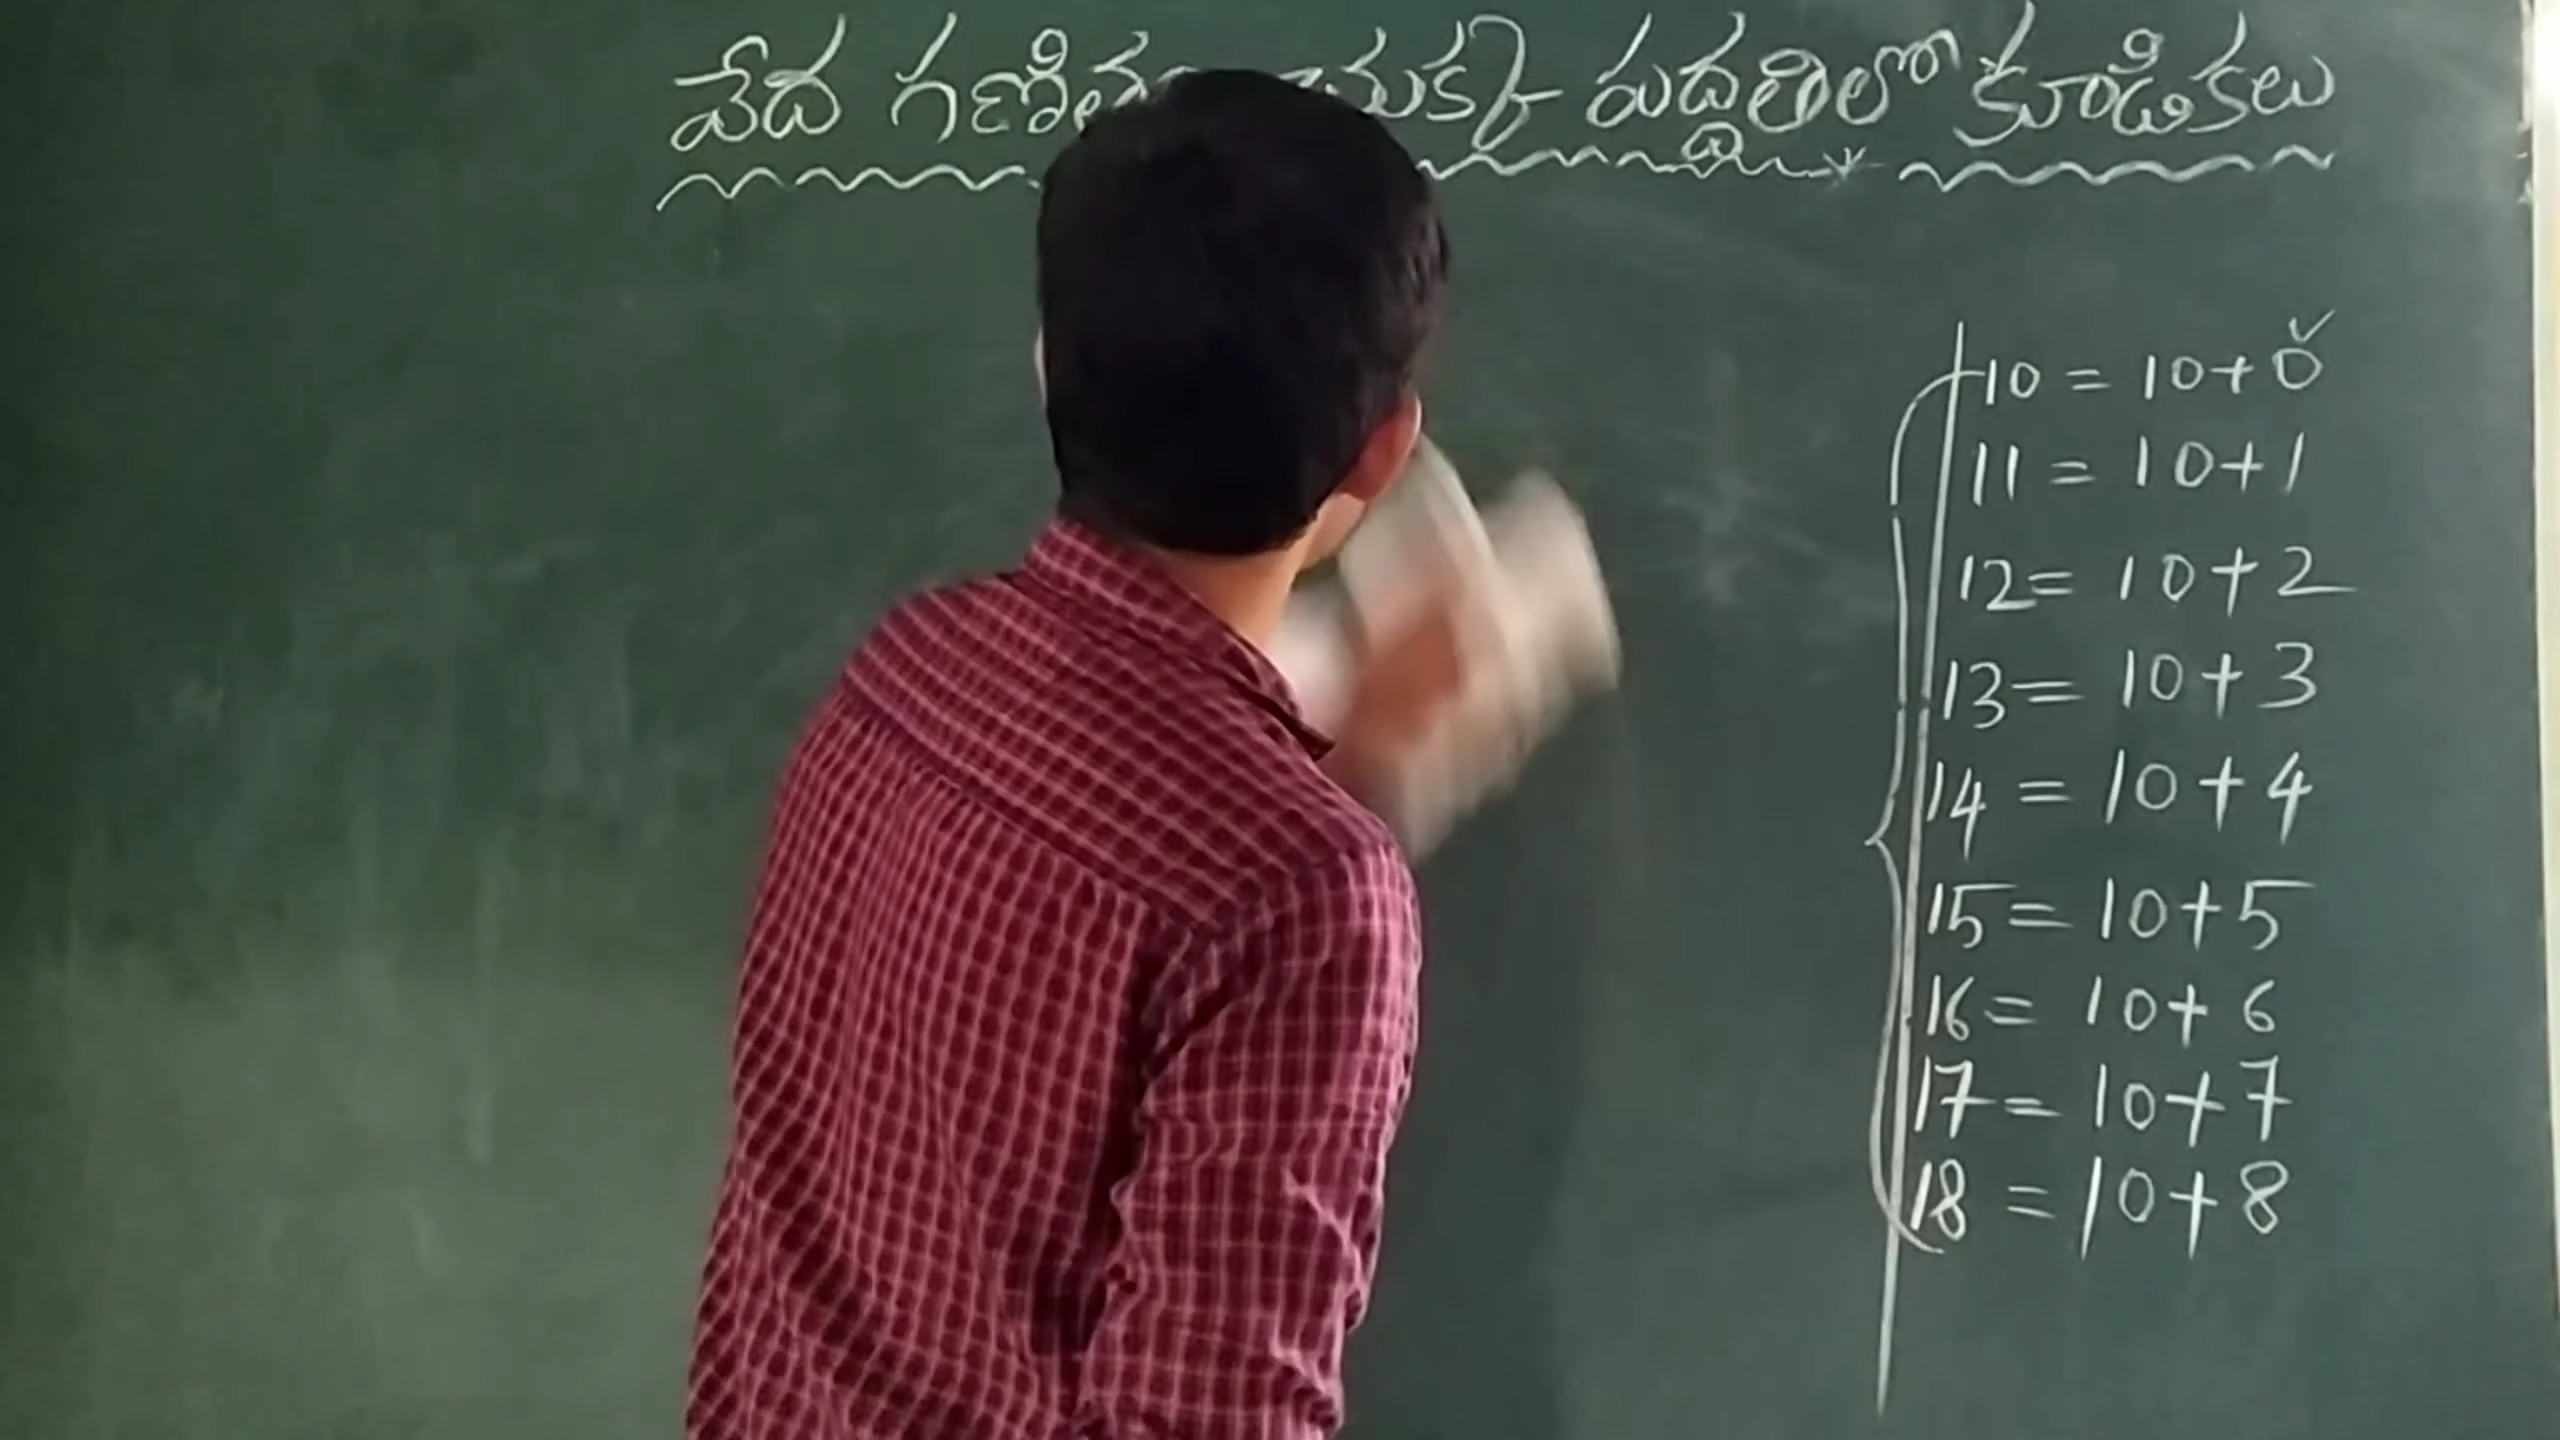 వేద గణితం పద్ధతిలో కూడికలు
10 = 10+0
11 = 10+1
12= 10+2
13= 10+3
14 = 10+4
15= 10+5
16= 10+6
17= 10+7
18 = 10+8